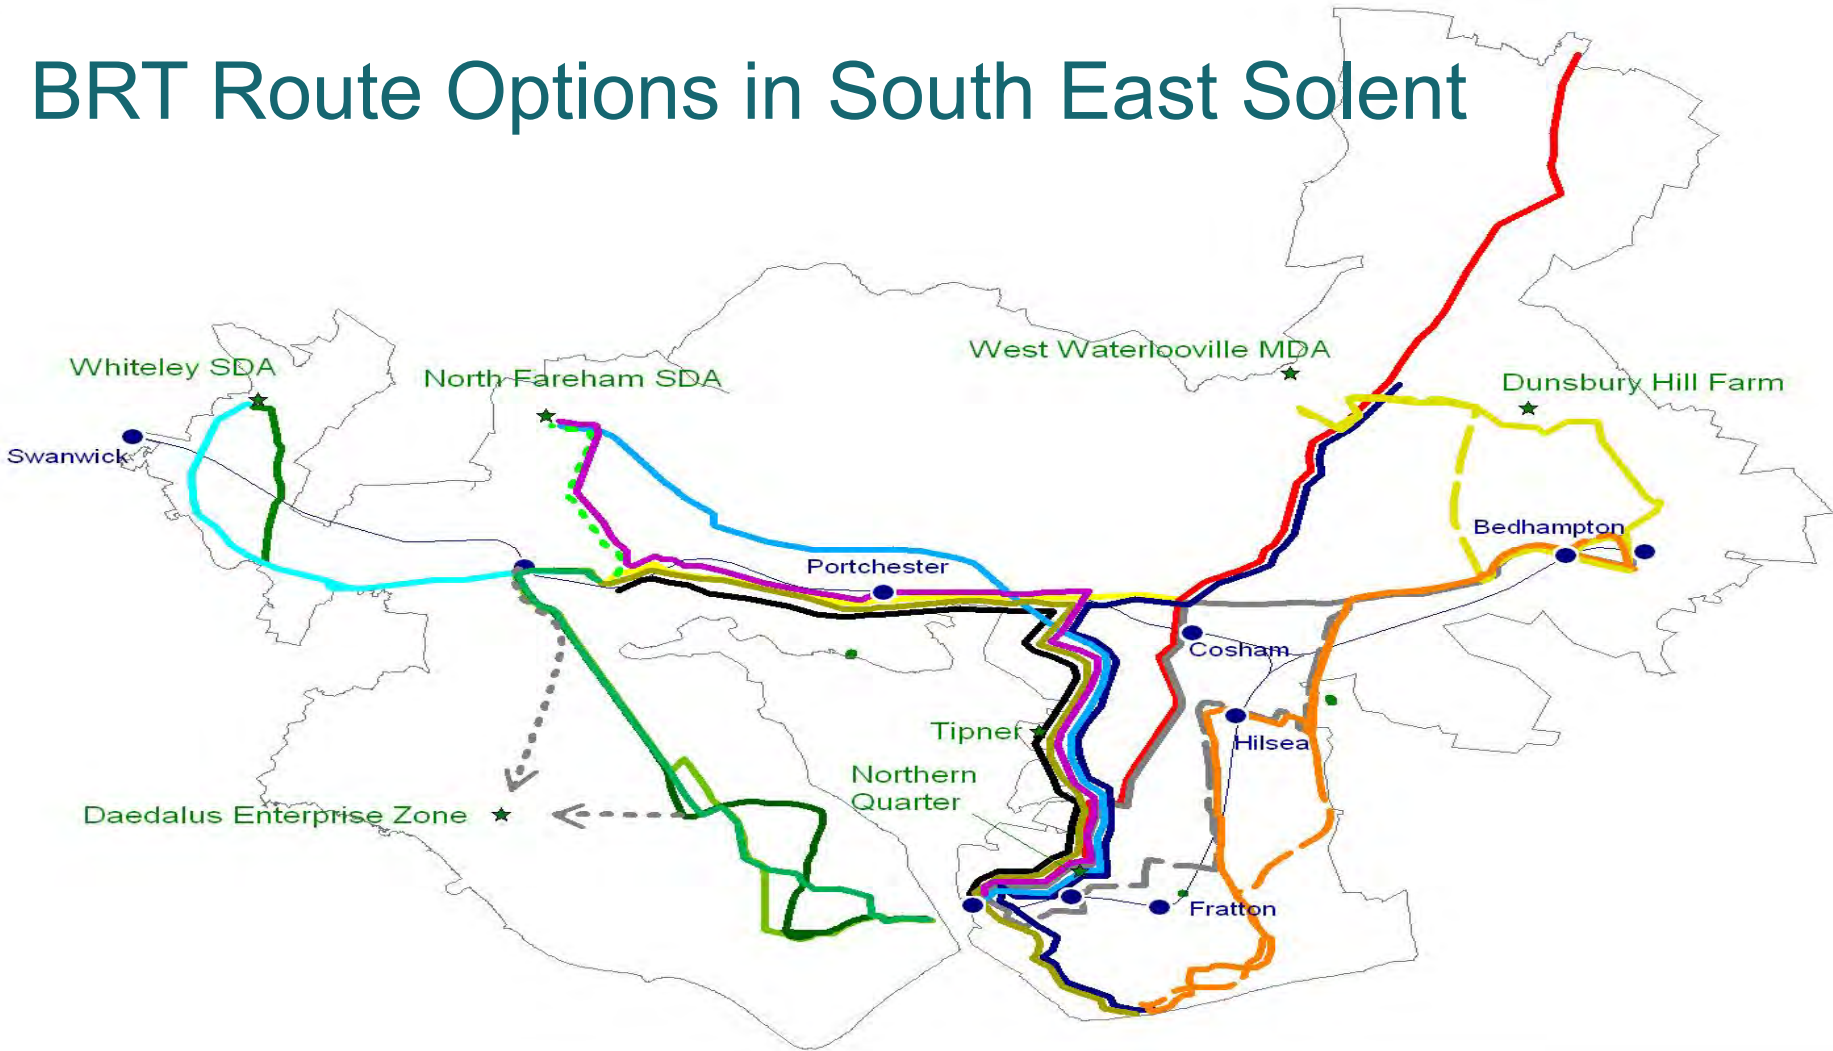 BRT Route Options in South East Solent
West Waterlooville MDA
Whiteley SDA
North Fareham SDA
Dunsbury Hill Farm
Swanwick
Bedhampton
Portchester
Cosham
Tipner
Hilsea
Northern
Quarter
Daedalus Enterprise Zone
Fratton